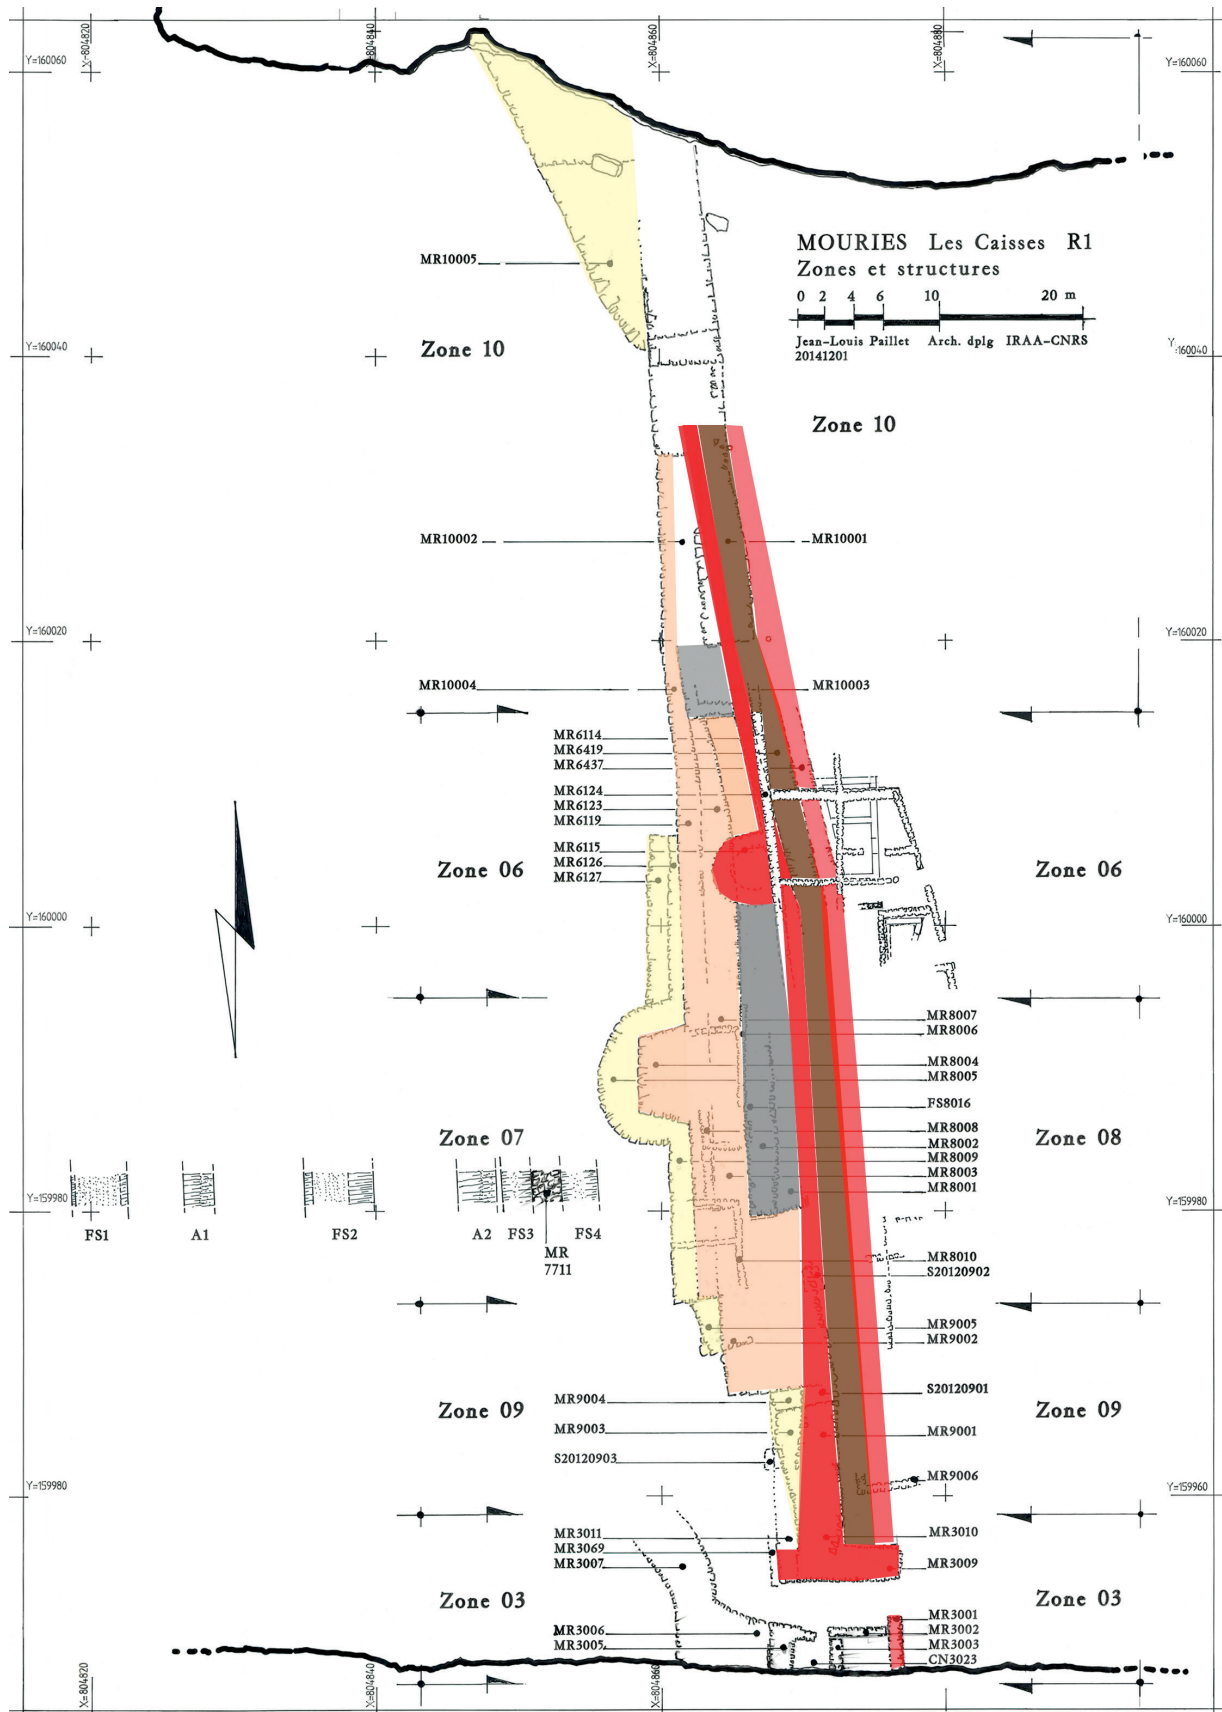 X=804820
X=804840
X=804860
X=804880
Y=160060
Y=160060
MOURIES Les Caisses R1
Zones et structures
0 2 4 6 10 20 m
Jean-Louis Paillet Arch. dplg IRAA-CNRS
20141201
MR10005
Zone 10
Y=160040
Y=160040
Zone 10
MR10002
MR10001
Y=160020
Y=160020
MR10004
MR10003
MR6114
MR6419
MR6437
MR6124
MR6123
MR6119
MR6115
MR6126
MR6127
Zone 06
Zone 06
Y=160000
Y=160000
MR8007
MR8006
MR8004
MR8005
FS8016
MR8008
MR8002
MR8009
MR8003
MR8001
Zone 07
Zone 08
Y=159980
Y=159980
FS1 A1 FS2 A2 FS3 FS4
MR
7711
MR8010
S20120902
MR9005
MR9002
MR9004
S20120901
Zone 09
Zone 09
MR9003
MR9001
S20120903
MR9006
Y=159980
Y=159960
MR3011
MR3010
MR3069
MR3007
MR3009
Zone 03
Zone 03
MR3001
MR3006
MR3002
MR3005
MR3003
CN3023
X=804820
X=804840
X=804860